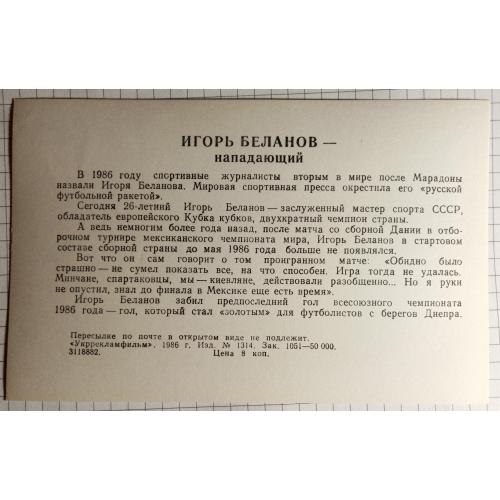 ИГОРЬ БЕЛАНОВ —
нападающий
В 1986 году спортивные журналисты вторым в мире после Марадоны
назвали Игоря Беланова. Мировая спортивная пресса окрестила его «русской
футбольной ракетой».
Сегодня 26-летний Игорь Беланов — заслуженный мастер спорта СССР,
обладатель европейского Кубка кубков, двухкратный чемпион страны.
А ведь немногим более года назад, после матча со сборной Дании в отбо-
рочном турнире мексиканского чемпионата мира, Игорь Беланов в стартовом
составе сборной страны до мая 1986 года больше не появлялся.
Вот что он сам говорит о том проигранном матче: «Обидно было
страшно — не сумел показать все, на что способен. Игра тогда не удалась.
Минчане, спартаковцы, мы — киевляне, действовали разобщенно... Но я руки
не опустил, знал до финала в Мексике еще есть время».
Игорь Беланов забил предпоследний гол всесоюзного чемпионата
1986 года — гол, который стал «золотым» для футболистов с берегов Днепра.
Пересылке по почте в открытом виде не подлежит.
«Укррекламфильм». 1986 г. Изд. № 1314. Зак. 1051—50 000.
3118882. Цена 8 коп.